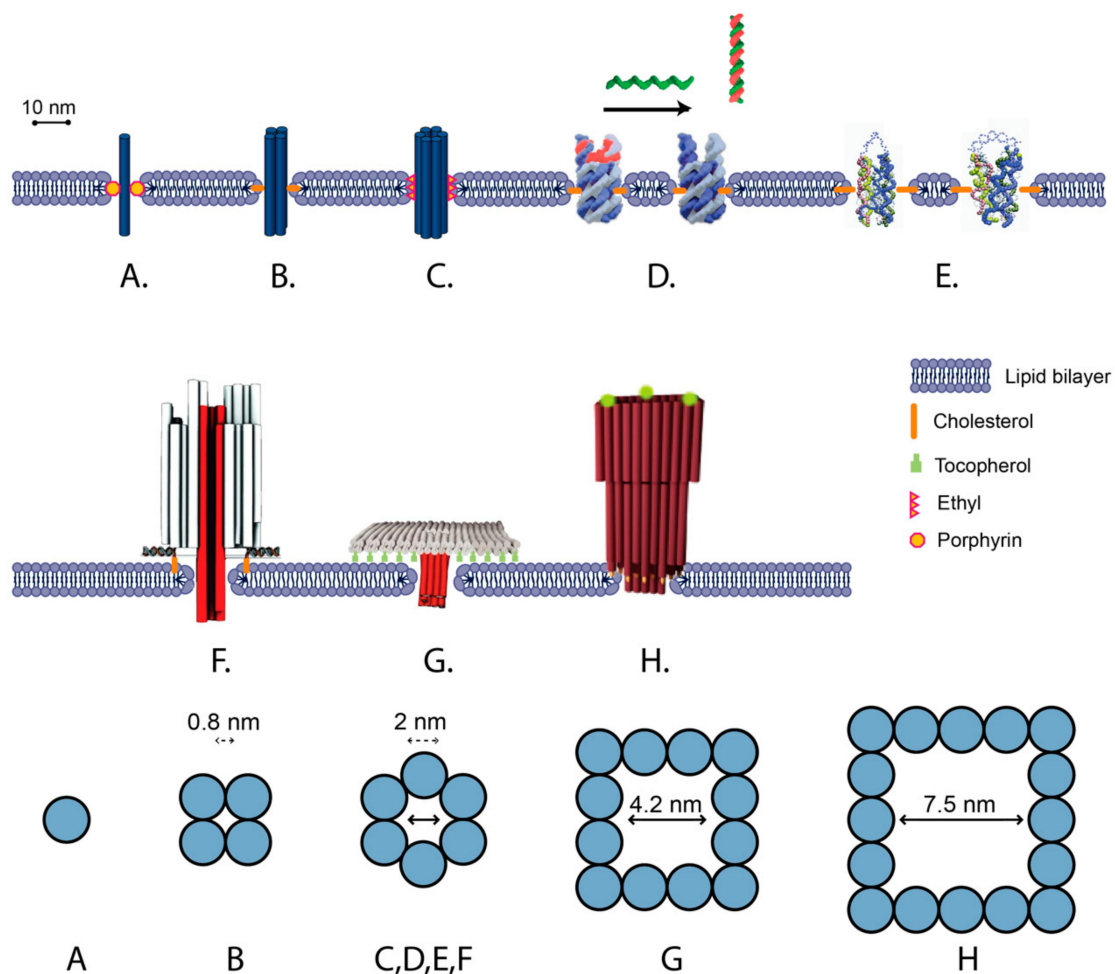 10 nm
A.
B.
C.
D.
E.
Lipid bilayer
Cholesterol
Tocopherol
Ethyl
Porphyrin
F.
G.
H.
0.8 nm
2 nm
4.2 nm
7.5 nm
A
B
C,D,E,F
G
H